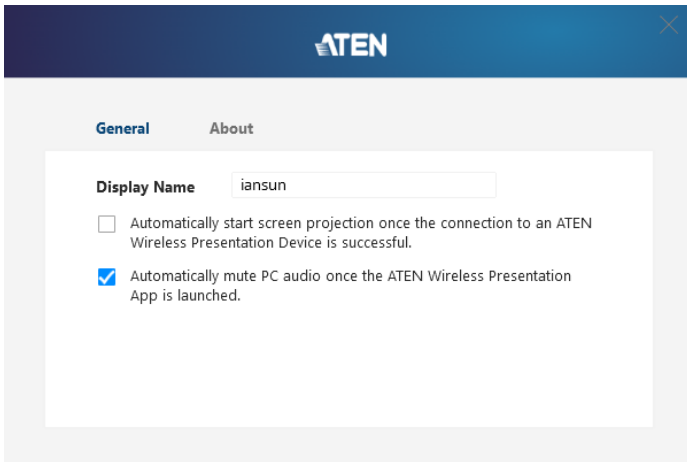 ATEN
General About
Display Name iansun
Automatically start screen projection once the connection to an ATEN
Wireless Presentation Device is successful.
Automatically mute PC audio once the ATEN Wireless Presentation
App is launched.